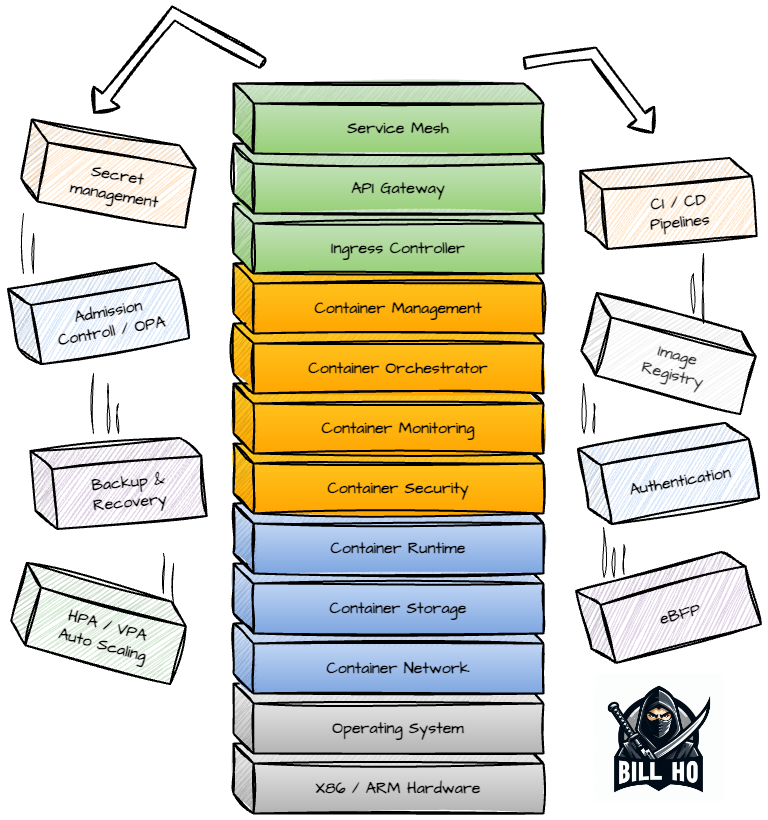 Service Mesh
API Gateway
Ingress Controller
Container Management
Container Orchestrator
Container Monitoring
Container Security
Container Runtime
Container Storage
Container Network
Operating System
X86 / ARM Hardware
Secret
management
Admission
Controll / OPA
Backup &
Recovery
HPA / VPA
Auto Scaling
CI / CD
Pipelines
Image
Registry
Authentication
eBFP
BILL HO